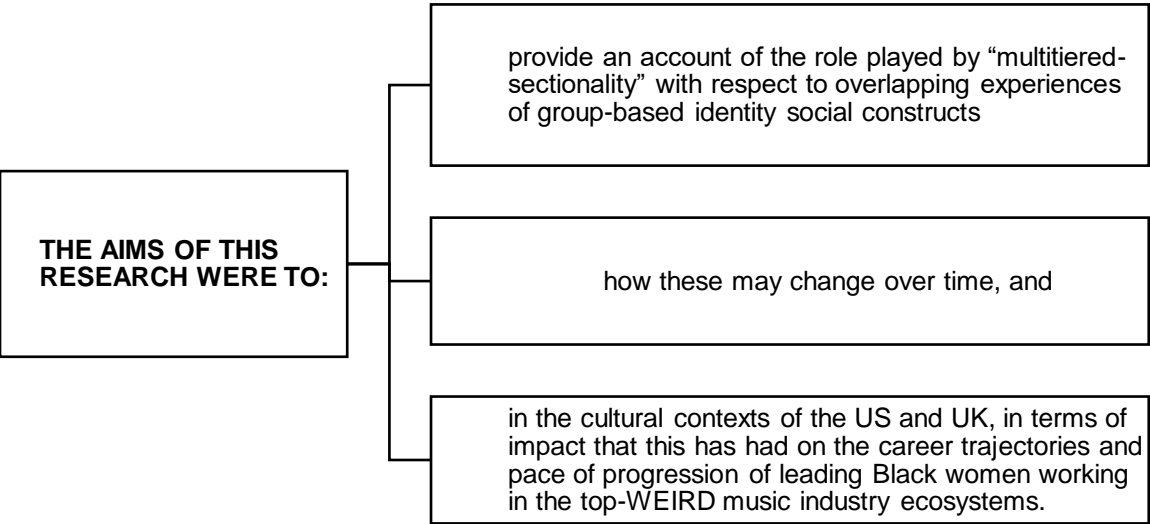 THE AIMS OF THIS
RESEARCH WERE TO:
provide an account of the role played by “multitiered-
sectionality” with respect to overlapping experiences
of group-based identity social constructs
how these may change over time, and
in the cultural contexts of the US and UK, in terms of
impact that this has had on the career trajectories and
pace of progression of leading Black women working
in the top-WEIRD music industry ecosystems.